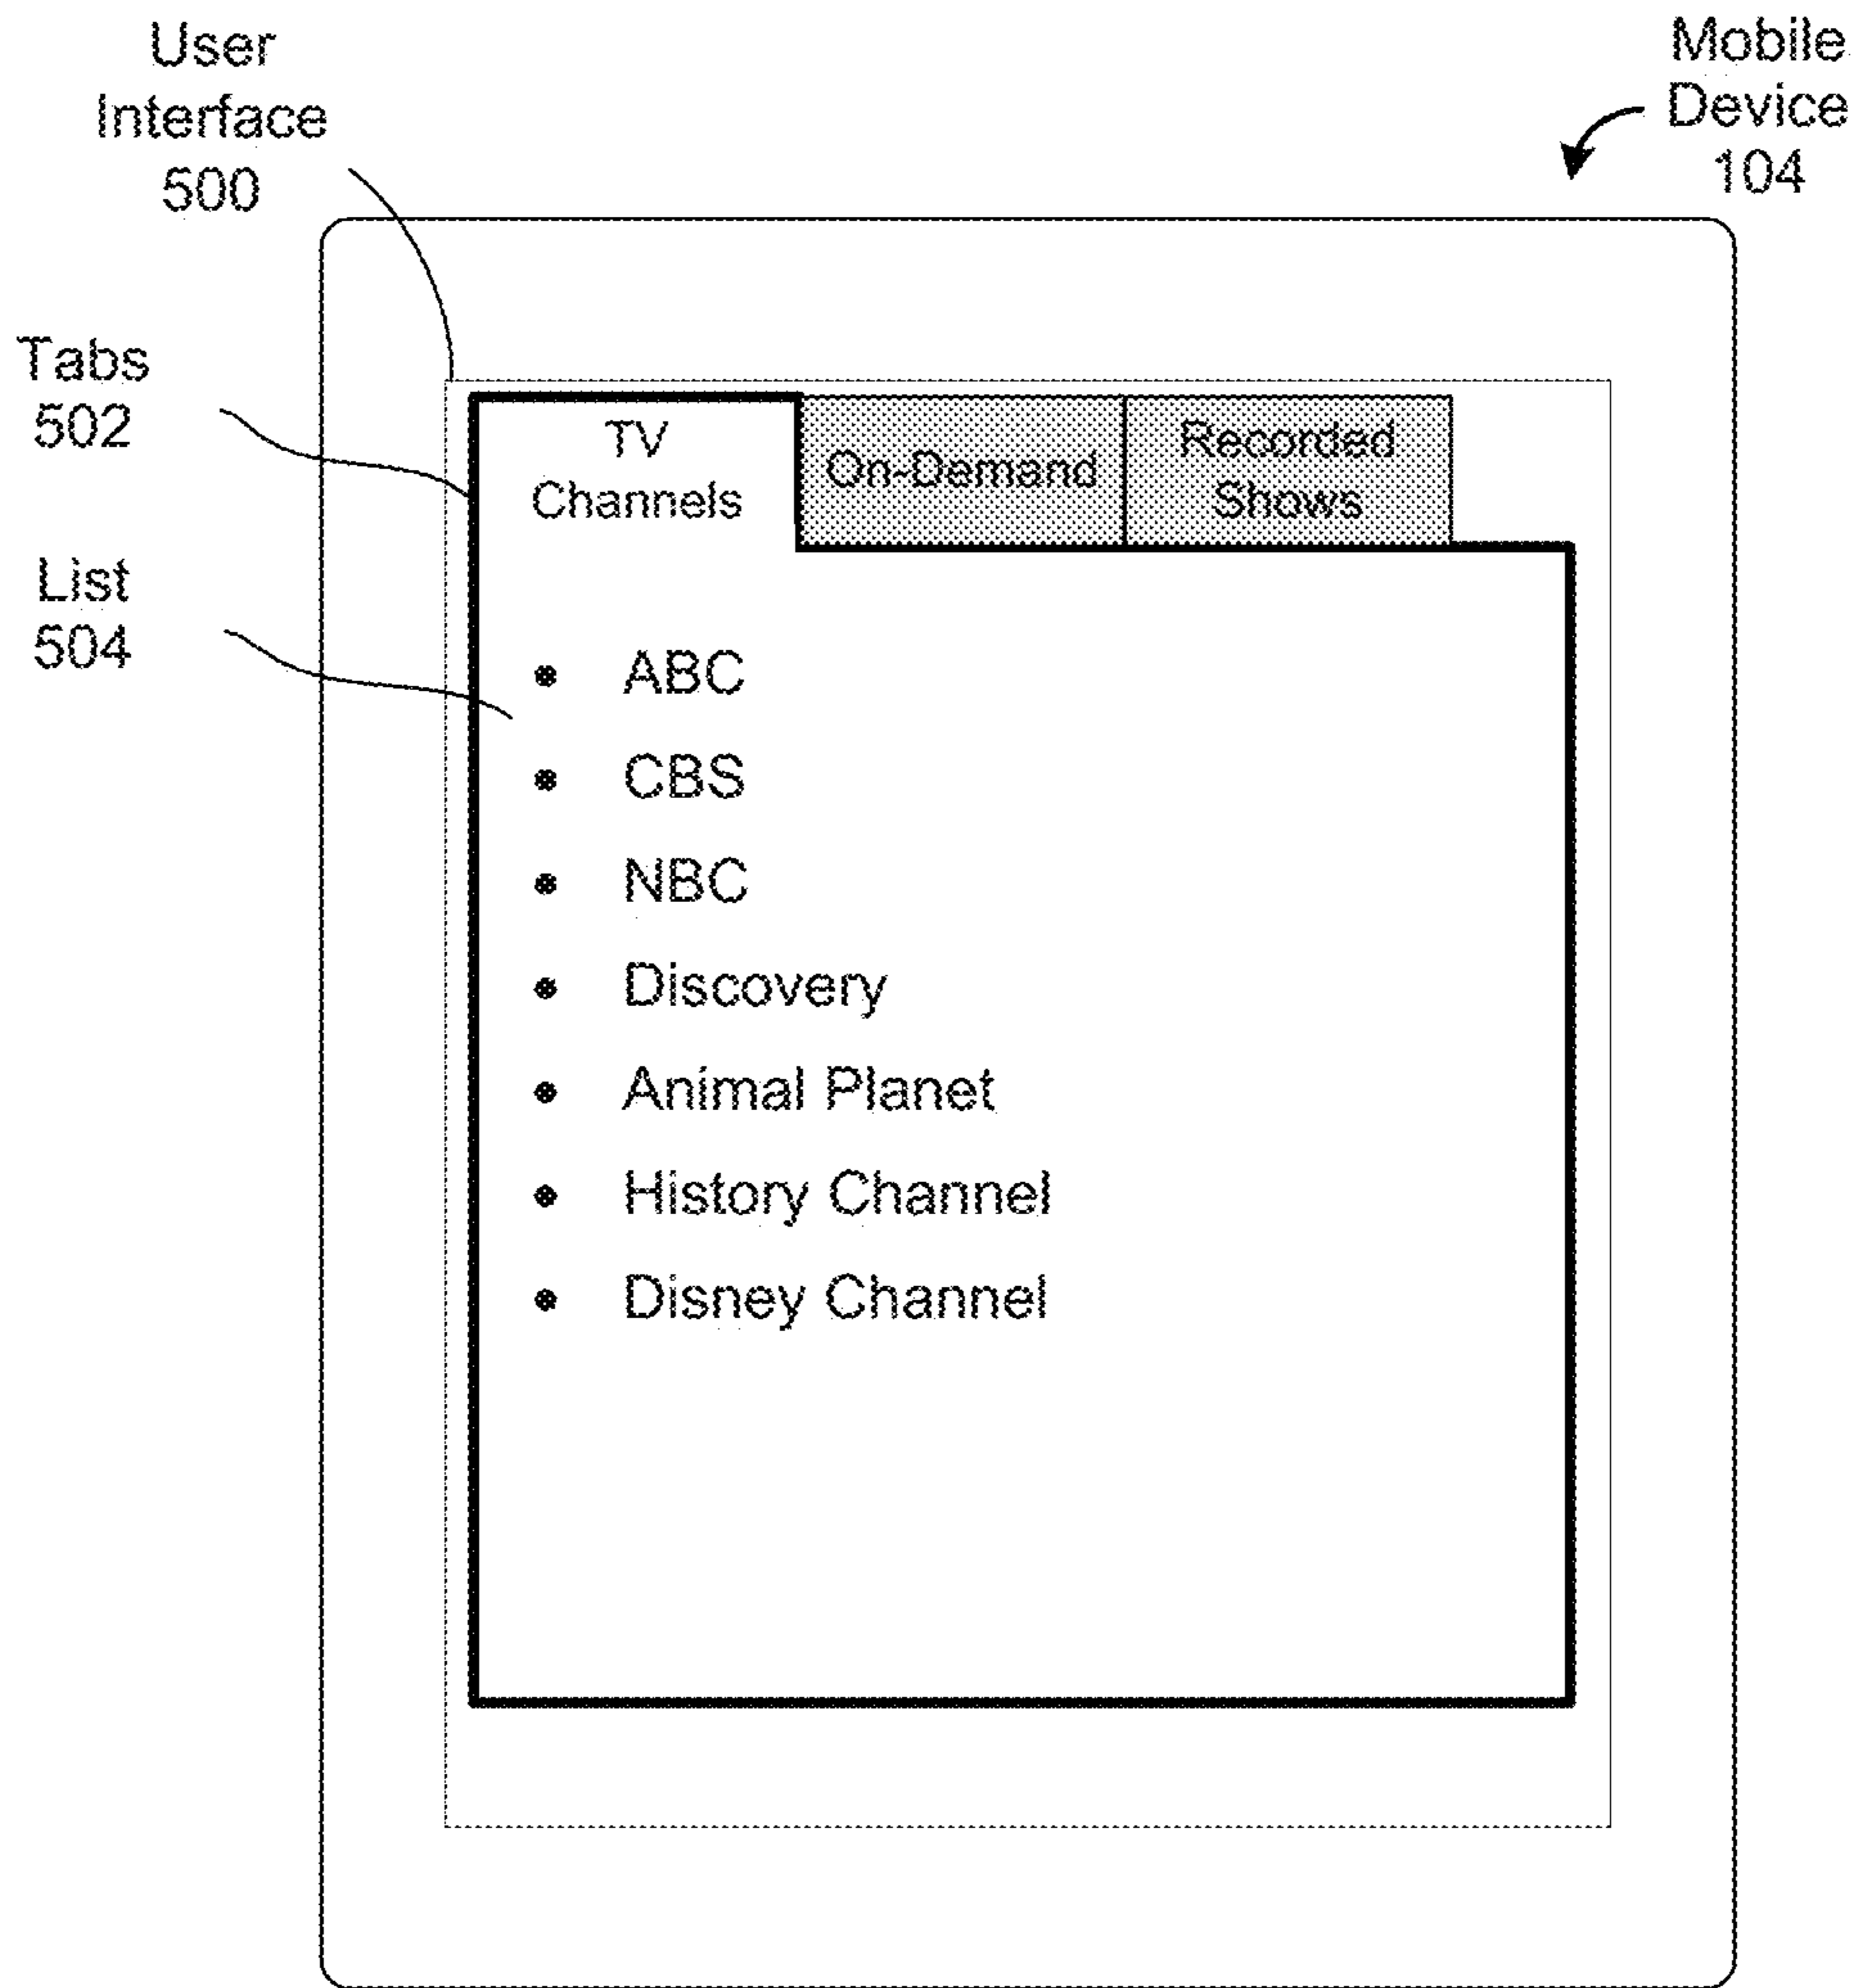 User
Interface
500
Mobile
Device
104
Tabs
502
List
504
TV
Channels
On-Demand
Recorded
Shows
• ABC
• CBS
• NBC
• Discovery
• Animal Planet
• History Channel
• Disney Channel